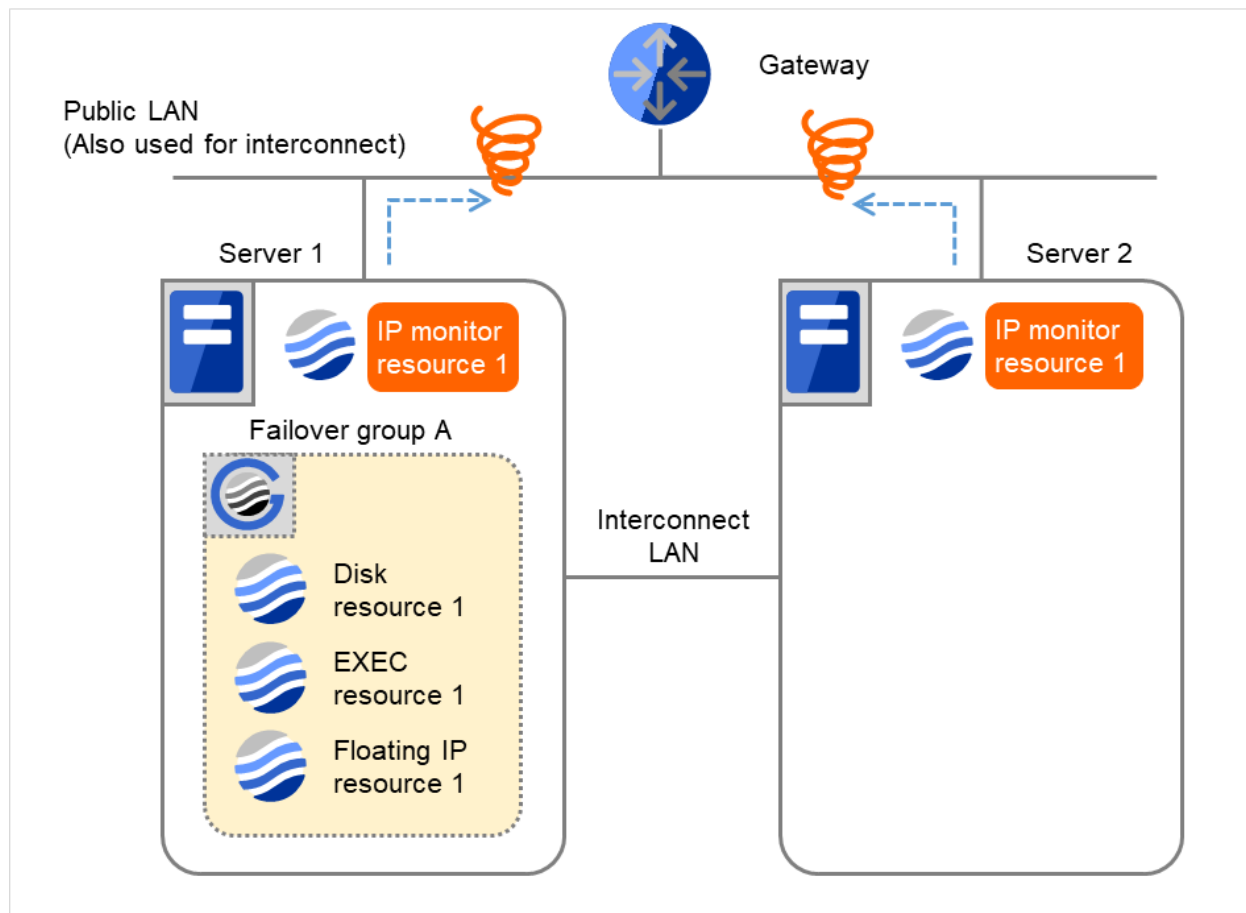 Gateway
Public LAN
(Also used for interconnect)
Server 1
Server 2
IP monitor
resource 1
IP monitor
resource 1
Failover group A
G
Interconnect
LAN
Disk
resource 1
EXEC
resource 1
Floating IP
resource 1